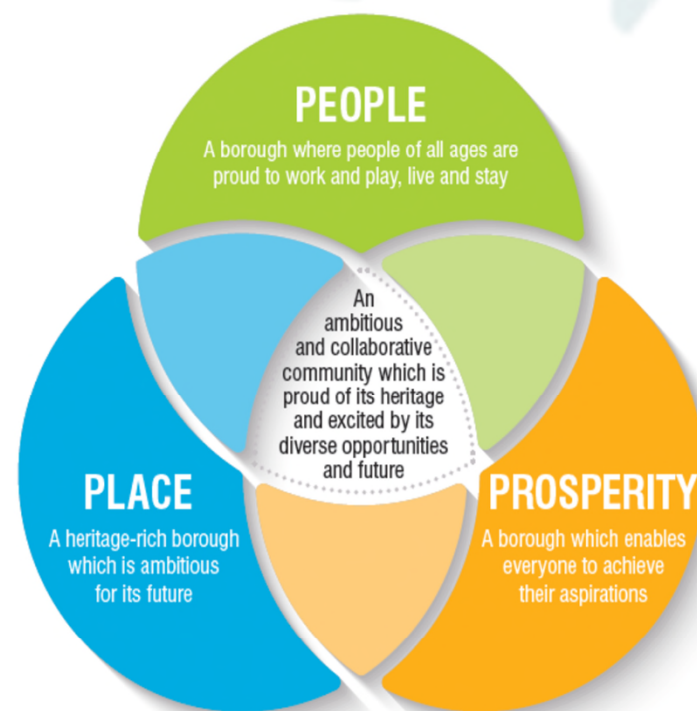 PEOPLE
A borough where people of all ages are
proud to work and play, live and stay
An
ambitious
and collaborative
community which is
proud of its heritage
and excited by its
diverse opportunities
and future
PLACE
A heritage-rich borough
which is ambitious
for its future
PROSPERITY
A borough which enables
everyone to achieve
their aspirations